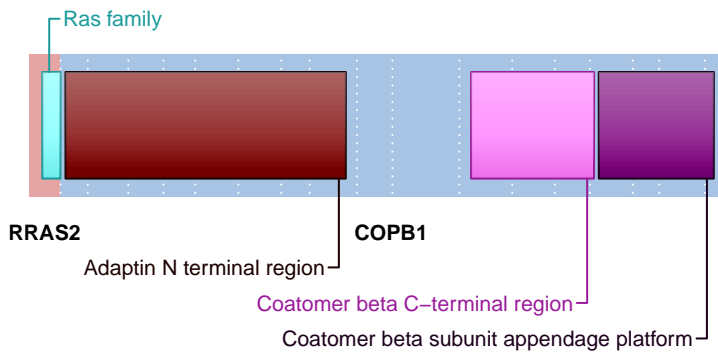 Ras family
RRAS2
COPB1
Adaptin N terminal region
Coatomer beta C−terminal region
Coatomer beta subunit appendage platform